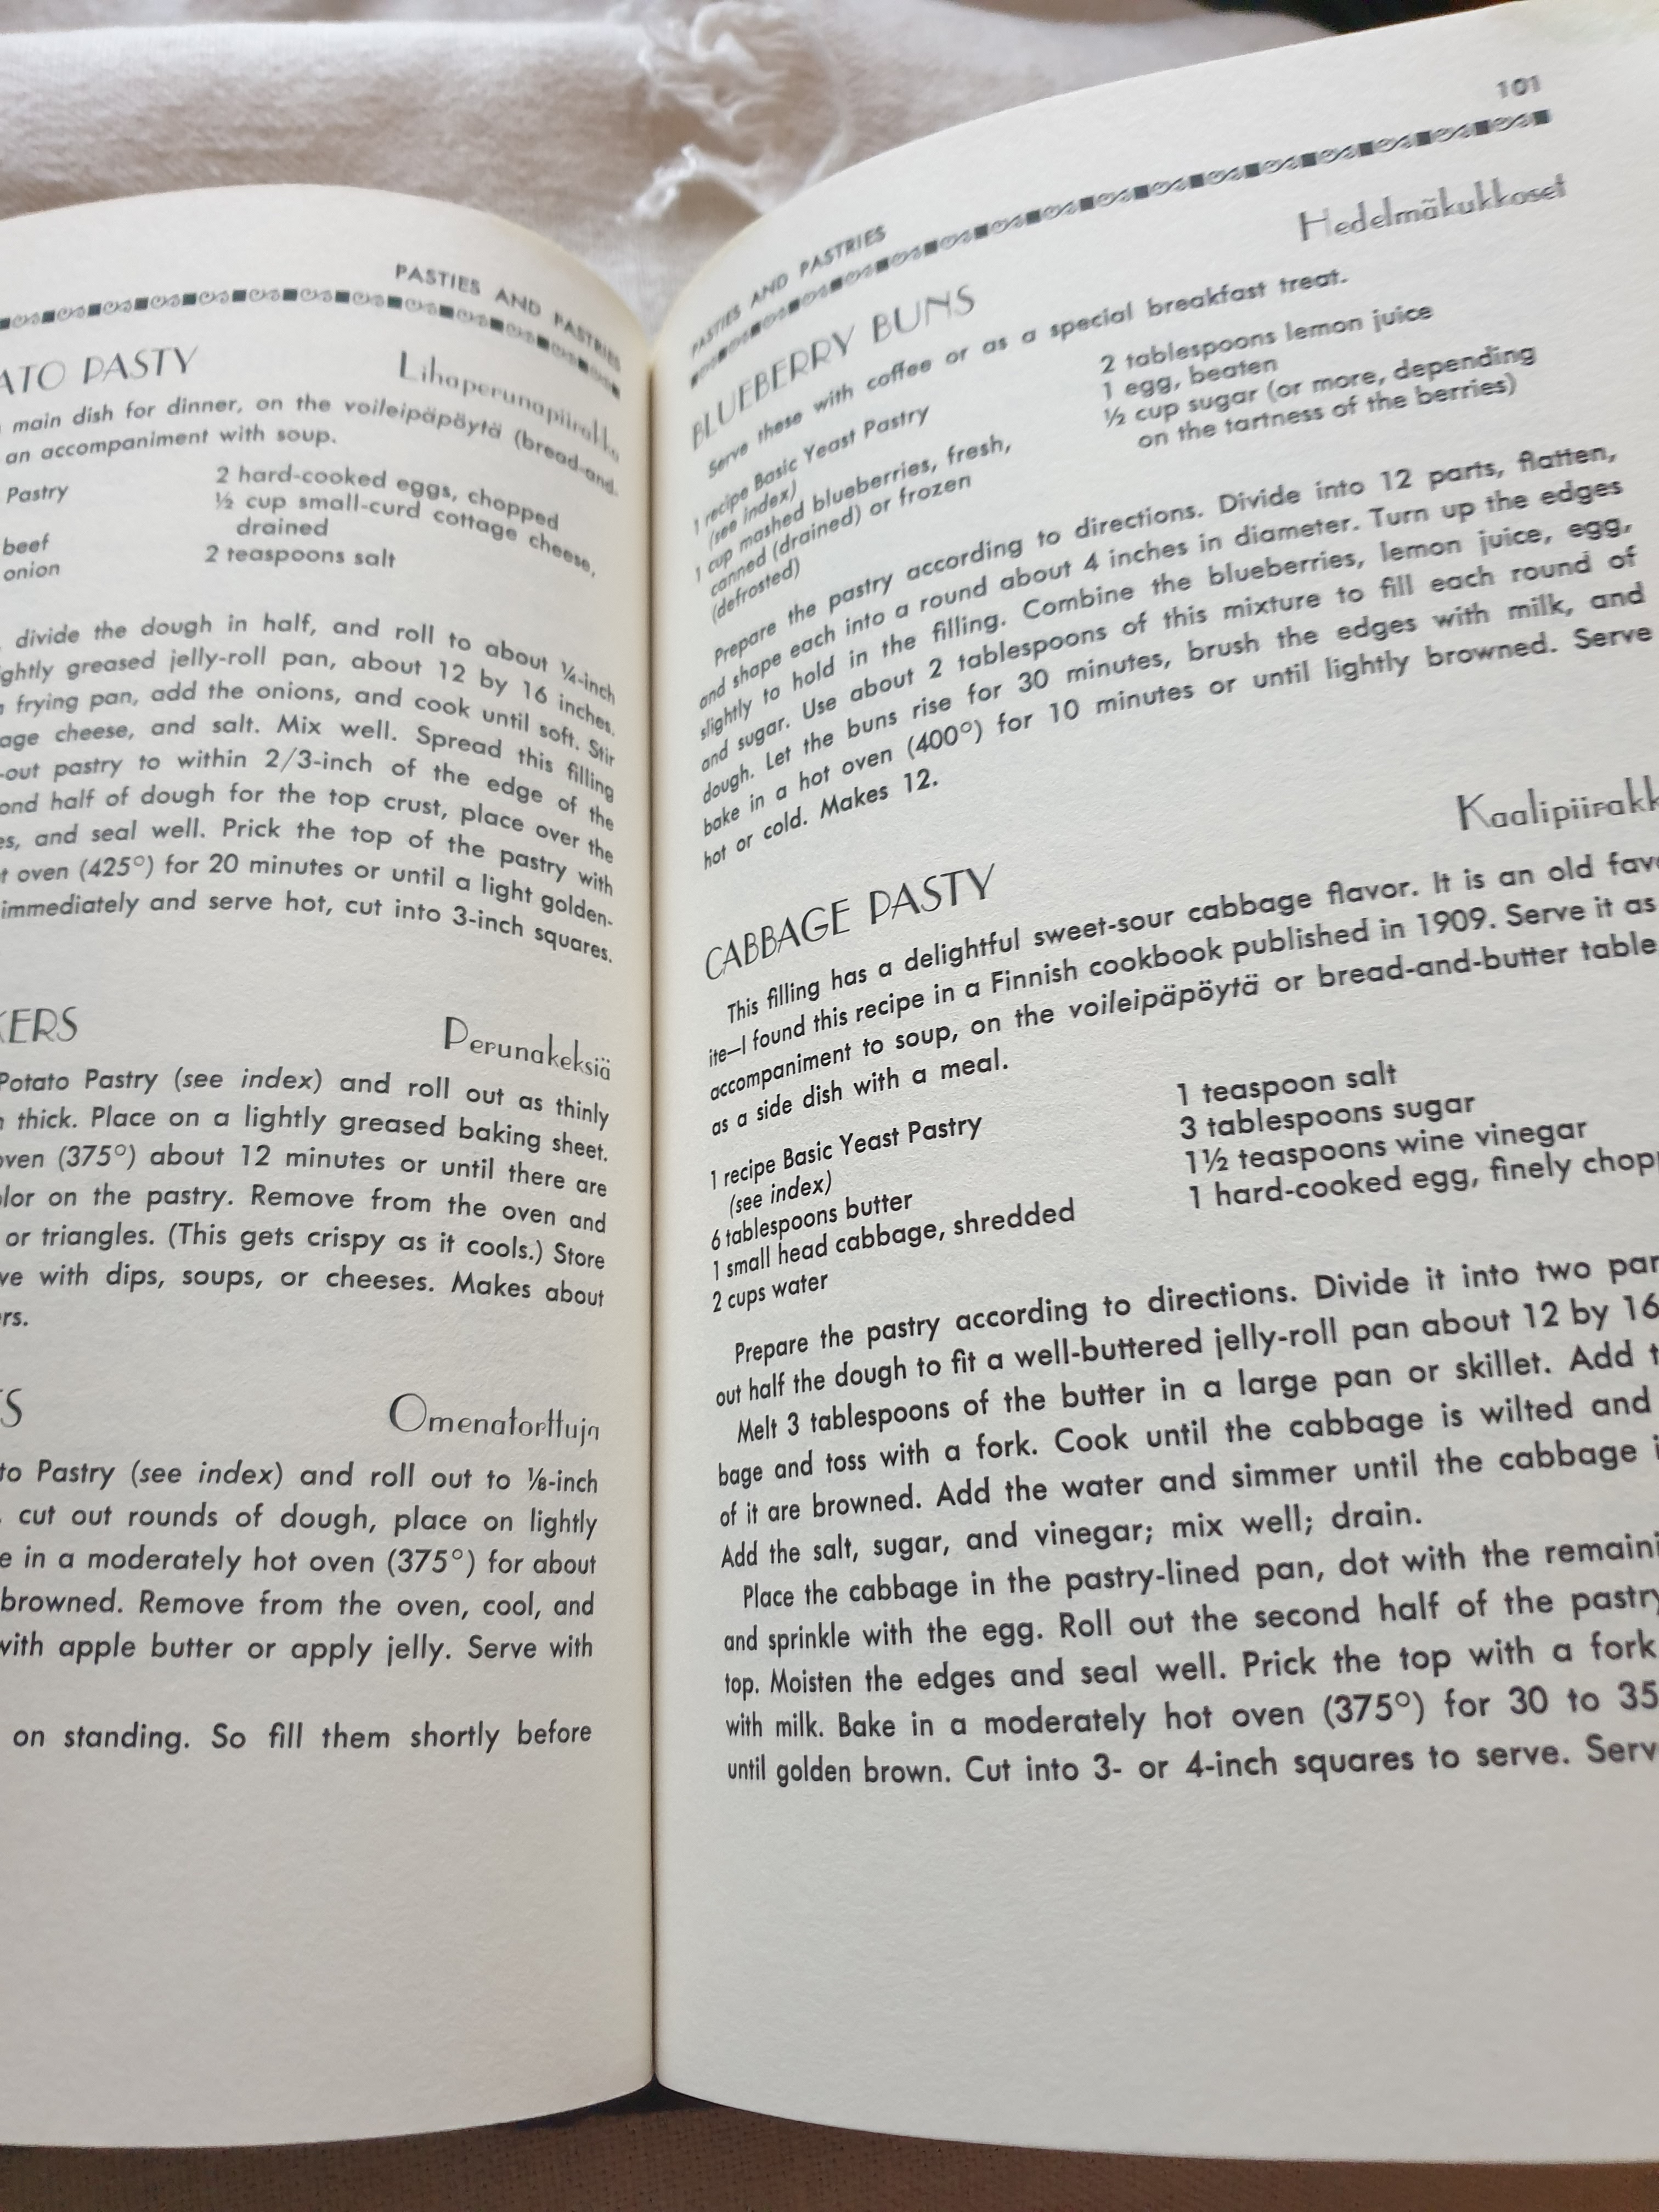 PASTIES AND PASTRIES
ATO PASTY
Lihaperunapiirakka
main dish for dinner, on the voileipäpöytä (bread-and-
an accompaniment with soup.
Pastry
beef
onion
2 hard-cooked eggs, chopped
½ cup small-curd cottage cheese,
drained
2 teaspoons salt
divide the dough in half, and roll to about ¼-inch
ghtly greased jelly-roll pan, about 12 by 16 inches.
frying pan, add the onions, and cook until soft. Stir
age cheese, and salt. Mix well. Spread this filling
-out pastry to within 2/3-inch of the edge of the
ond half of dough for the top crust, place over the
es, and seal well. Prick the top of the pastry with
t oven (425°) for 20 minutes or until a light golden-
immediately and serve hot, cut into 3-inch squares.
KERS
Perunakeksiä
Potato Pastry (see index) and roll out as thinly
thick. Place on a lightly greased baking sheet.
oven (375°) about 12 minutes or until there are
lor on the pastry. Remove from the oven and
or triangles. (This gets crispy as it cools.) Store
ve with dips, soups, or cheeses. Makes about
rs.
S
Omenatorttuja
to Pastry (see index) and roll out to ⅛-inch
cut out rounds of dough, place on lightly
e in a moderately hot oven (375°) for about
browned. Remove from the oven, cool, and
with apple butter or apply jelly. Serve with
on standing. So fill them shortly before
PASTIES AND PASTRIES
101
BLUEBERRY BUNS
Hedelmäkukkoset
Serve these with coffee or as a special breakfast treat.
1 recipe Basic Yeast Pastry
(see index)
1 cup mashed blueberries, fresh,
canned (drained) or frozen
(defrosted)
2 tablespoons lemon juice
1 egg, beaten
½ cup sugar (or more, depending
on the tartness of the berries)
Prepare the pastry according to directions. Divide into 12 parts, flatten,
and shape each into a round about 4 inches in diameter. Turn up the edges
slightly to hold in the filling. Combine the blueberries, lemon juice, egg,
and sugar. Use about 2 tablespoons of this mixture to fill each round of
dough. Let the buns rise for 30 minutes, brush the edges with milk, and
bake in a hot oven (400°) for 10 minutes or until lightly browned. Serve
hot or cold. Makes 12.
CABBAGE PASTY
Kaalipiirakk
This filling has a delightful sweet-sour cabbage flavor. It is an old fav
ite—I found this recipe in a Finnish cookbook published in 1909. Serve it as
accompaniment to soup, on the voileipäpöytä or bread-and-butter table
as a side dish with a meal.
1 recipe Basic Yeast Pastry
(see index)
6 tablespoons butter
1 small head cabbage, shredded
2 cups water
1 teaspoon salt
3 tablespoons sugar
1½ teaspoons wine vinegar
1 hard-cooked egg, finely chop
Prepare the pastry according to directions. Divide it into two par
out half the dough to fit a well-buttered jelly-roll pan about 12 by 16
Melt 3 tablespoons of the butter in a large pan or skillet. Add t
bage and toss with a fork. Cook until the cabbage is wilted and
of it are browned. Add the water and simmer until the cabbage i
Add the salt, sugar, and vinegar; mix well; drain.
Place the cabbage in the pastry-lined pan, dot with the remaini
and sprinkle with the egg. Roll out the second half of the pastry
top. Moisten the edges and seal well. Prick the top with a fork
with milk. Bake in a moderately hot oven (375°) for 30 to 35
until golden brown. Cut into 3- or 4-inch squares to serve. Serv